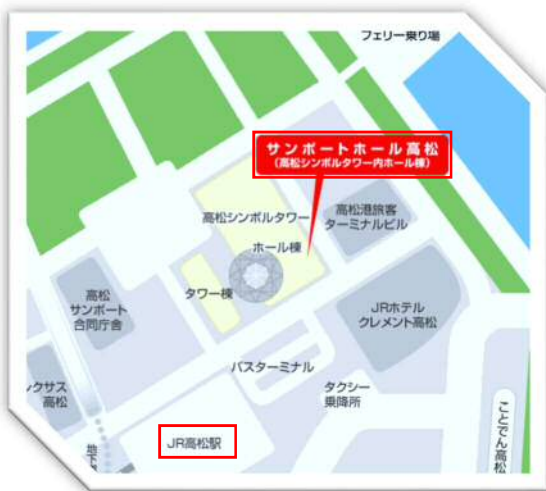 フェリー乗り場
サンポートホール高松
(高松シンボルタワー内ホール棟)
高松シンボルタワー
高松港旅客
ターミナルビル
ホール棟
タワー棟
高松
サンポート
合同庁舎
JRホテル
クレメント高松
バスターミナル
クサス
高松
タクシー
乗降所
JR高松駅
ことでん高松
地下